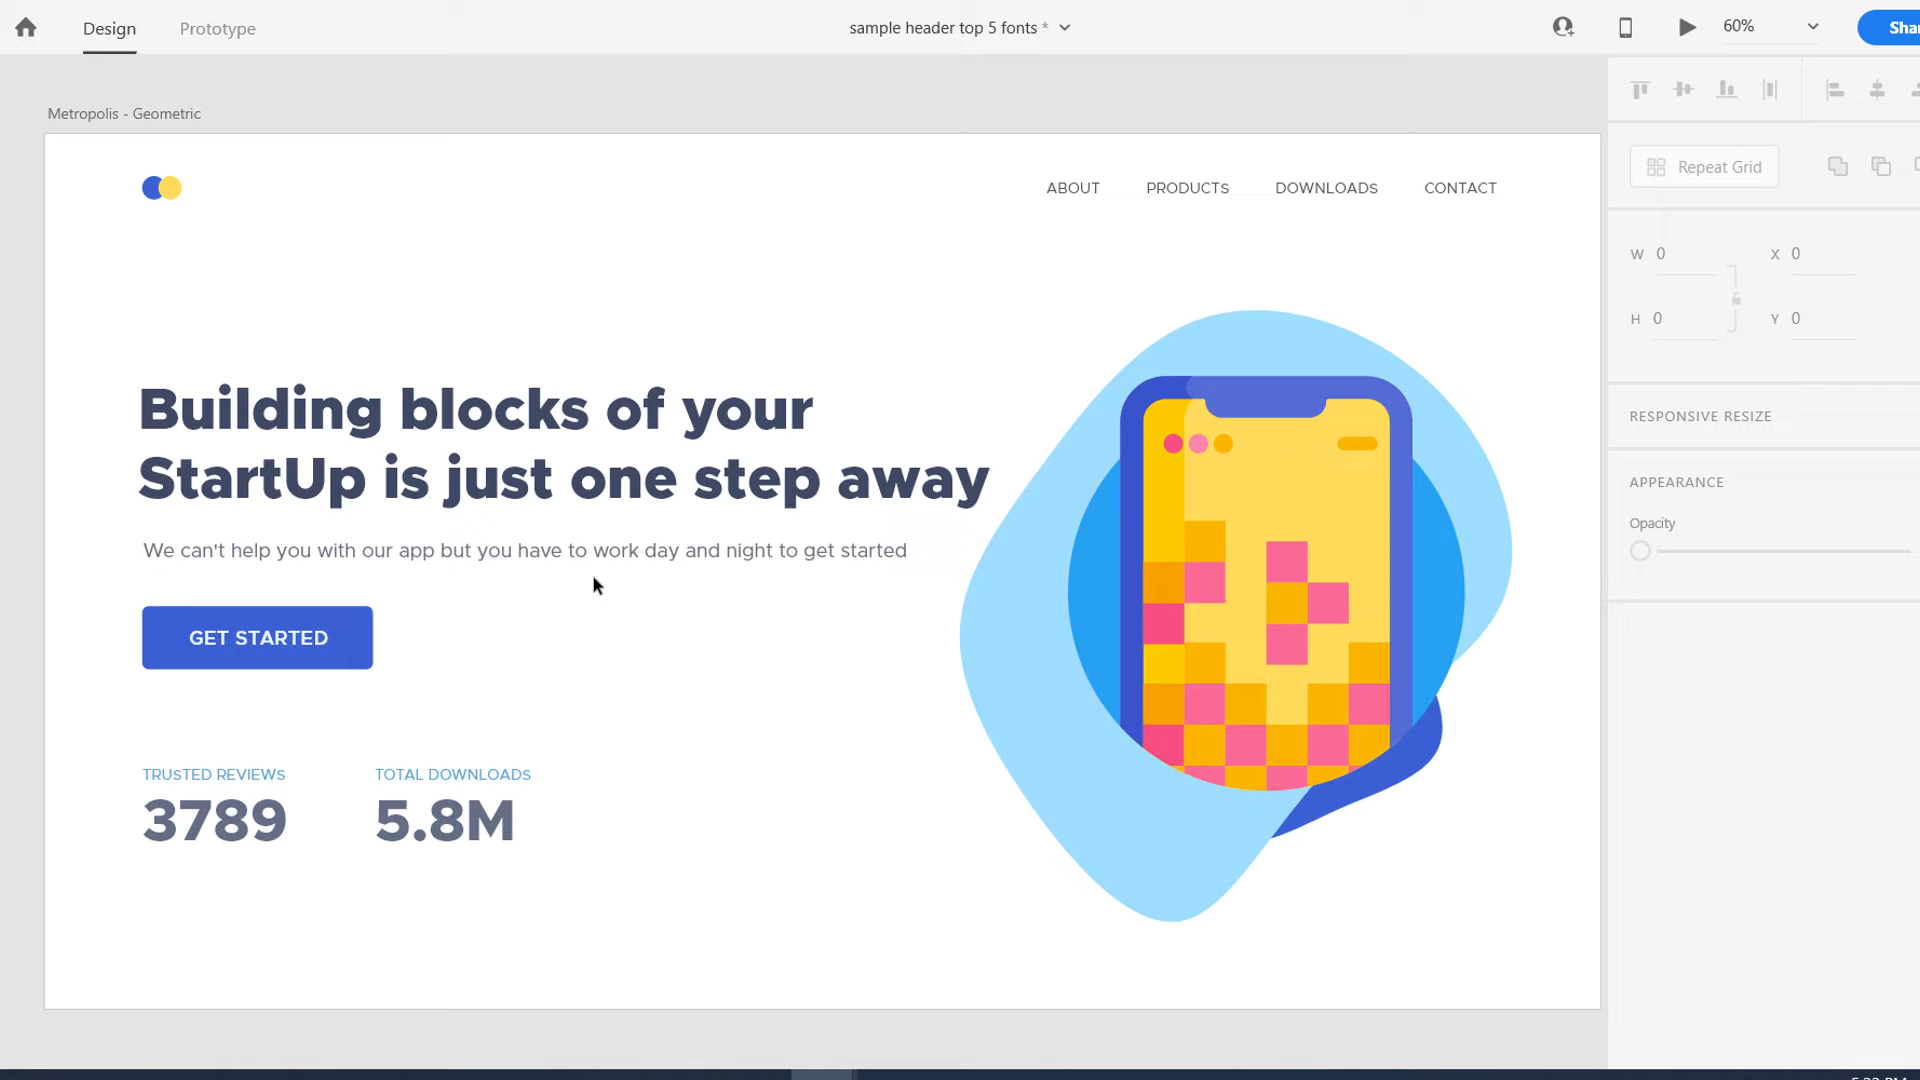 Design
Prototype
sample header top 5 fonts *
60%
Metropolis - Geometric
ABOUT
PRODUCTS
DOWNLOADS
CONTACT
Building blocks of your
StartUp is just one step away
We can't help you with our app but you have to work day and night to get started
GET STARTED
TRUSTED REVIEWS
TOTAL DOWNLOADS
3789
5.8M
Repeat Grid
W 0
X 0
H 0
Y 0
RESPONSIVE RESIZE
APPEARANCE
Opacity